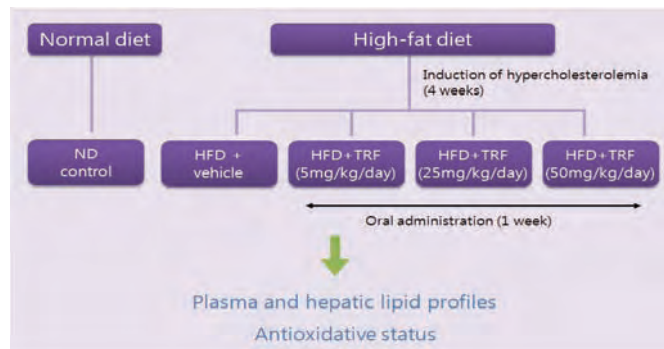 Normal diet
High-fat diet
Induction of hypercholesterolemia
(4 weeks)
ND
control
HFD +
vehicle
HFD+TRF
(5mg/kg/day)
HFD+TRF
(25mg/kg/day)
HFD+TRF
(50mg/kg/day)
Oral administration (1 week)
Plasma and hepatic lipid profiles
Antioxidative status